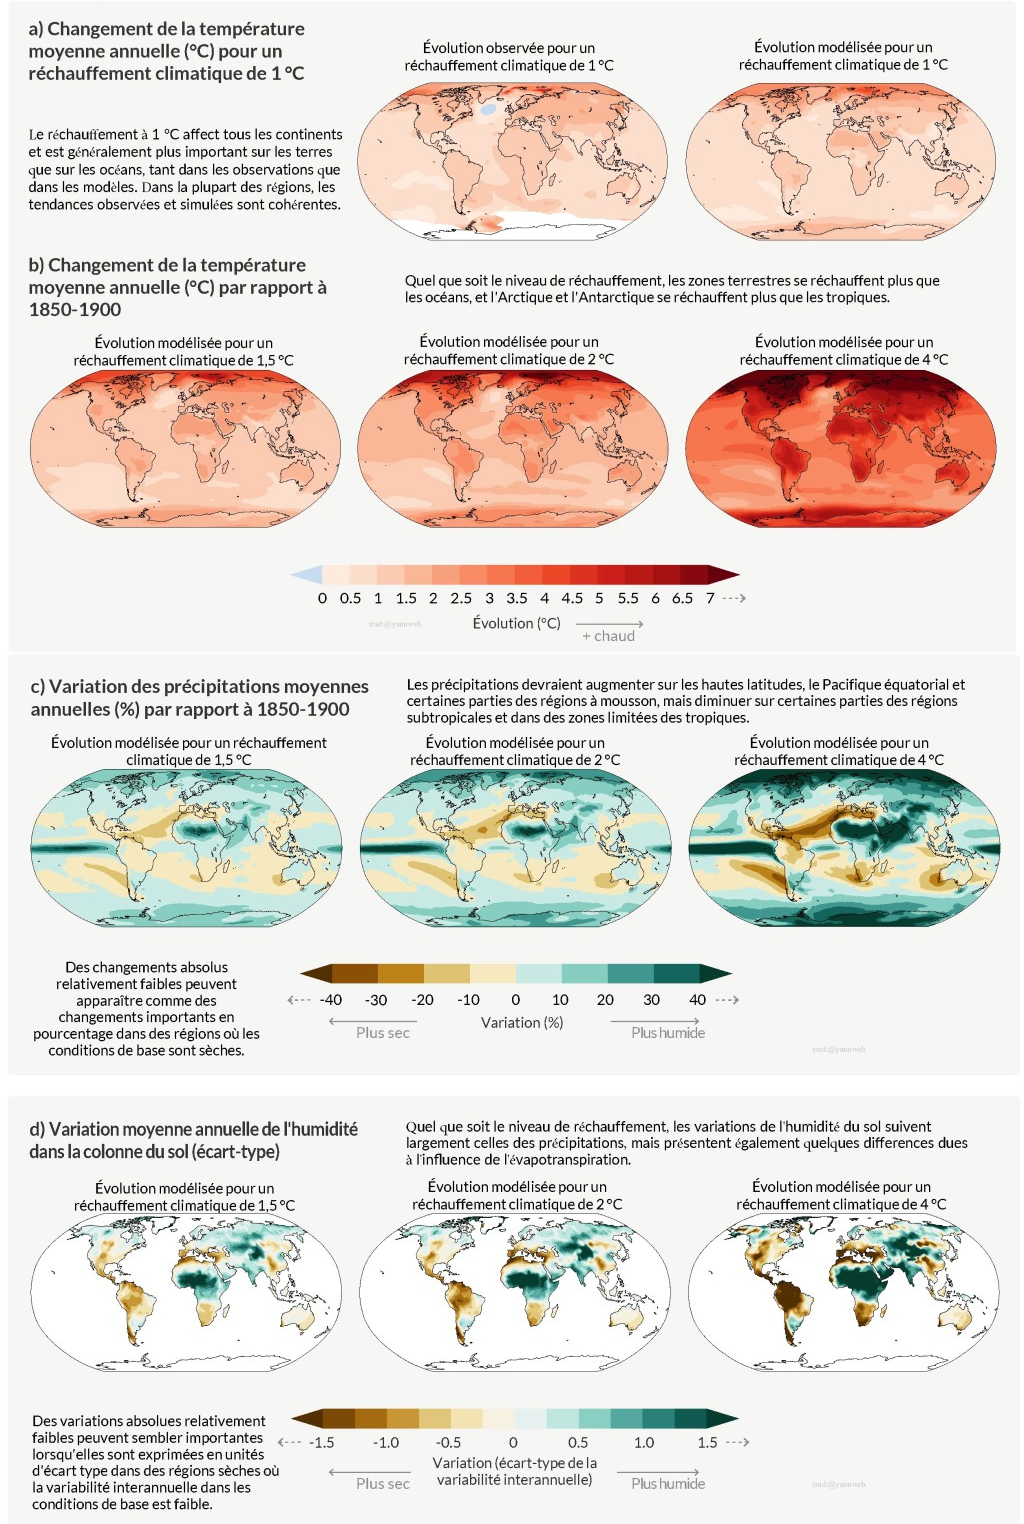 a) Changement de la température
moyenne annuelle (°C) pour un
réchauffement climatique de 1 °C
Évolution observée pour un
réchauffement climatique de 1 °C
Évolution modélisée pour un
réchauffement climatique de 1 °C
Le réchauffement à 1 °C affect tous les continents
et est généralement plus important sur les terres
que sur les océans, tant dans les observations que
dans les modèles. Dans la plupart des régions, les
tendances observées et simulées sont cohérentes.
b) Changement de la température
moyenne annuelle (°C) par rapport à
1850-1900
Quel que soit le niveau de réchauffement, les zones terrestres se réchauffent plus que
les océans, et l'Arctique et l'Antarctique se réchauffent plus que les tropiques.
Évolution modélisée pour un
réchauffement climatique de 1,5 °C
Évolution modélisée pour un
réchauffement climatique de 2 °C
Évolution modélisée pour un
réchauffement climatique de 4 °C
0 0.5 1 1.5 2 2.5 3 3.5 4 4.5 5 5.5 6 6.5 7
trad:@yannweb
Évolution (°C)
+ chaud
c) Variation des précipitations moyennes
annuelles (%) par rapport à 1850-1900
Les précipitations devraient augmenter sur les hautes latitudes, le Pacifique équatorial et
certaines parties des régions à mousson, mais diminuer sur certaines parties des régions
subtropicales et dans des zones limitées des tropiques.
Évolution modélisée pour un réchauffement
climatique de 1,5 °C
Évolution modélisée pour un
réchauffement climatique de 2 °C
Évolution modélisée pour un
réchauffement climatique de 4 °C
Des changements absolus
relativement faibles peuvent
apparaître comme des
changements importants en
pourcentage dans des régions où les
conditions de base sont sèches.
-40 -30 -20 -10 0 10 20 30 40
Variation (%)
Plus sec
Plus humide
trad:@yannweb
d) Variation moyenne annuelle de l'humidité
dans la colonne du sol (écart-type)
Quel que soit le niveau de réchauffement, les variations de l'humidité du sol suivent
largement celles des précipitations, mais présentent également quelques differences dues
à l'influence de l'évapotranspiration.
Évolution modélisée pour un
réchauffement climatique de 1,5 °C
Évolution modélisée pour un
réchauffement climatique de 2 °C
Évolution modélisée pour un
réchauffement climatique de 4 °C
Des variations absolues relativement
faibles peuvent sembler importantes
lorsqu'elles sont exprimées en unités
d'écart type dans des régions sèches où
la variabilité interannuelle dans les
conditions de base est faible.
-1.5 -1.0 -0.5 0 0.5 1.0 1.5
Variation (écart-type de la
variabilité interannuelle)
Plus sec
Plus humide
trad:@yannweb